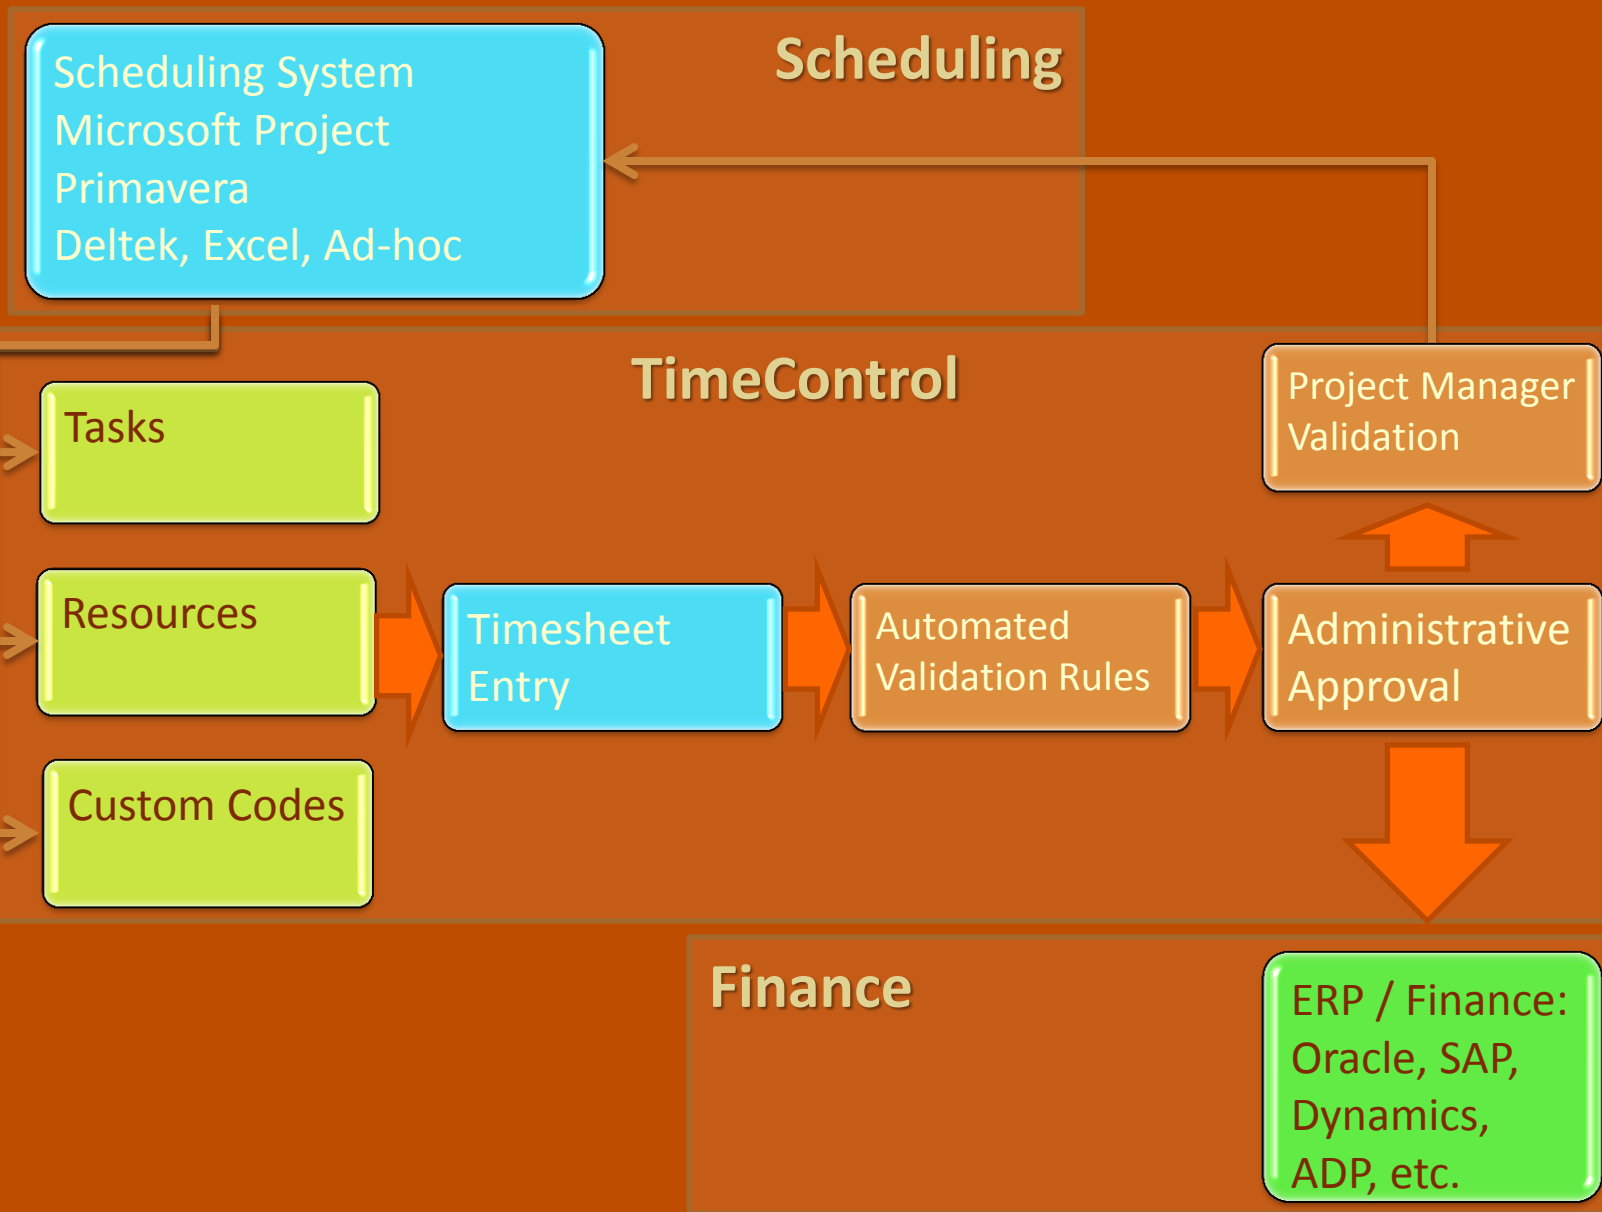 Scheduling
Scheduling System
Microsoft Project
Primavera
Deltek, Excel, Ad-hoc
TimeControl
Project Manager
Validation
Tasks
Resources
Timesheet
Entry
Automated
Validation Rules
Administrative
Approval
Custom Codes
Finance
ERP / Finance:
Oracle, SAP,
Dynamics,
ADP, etc.